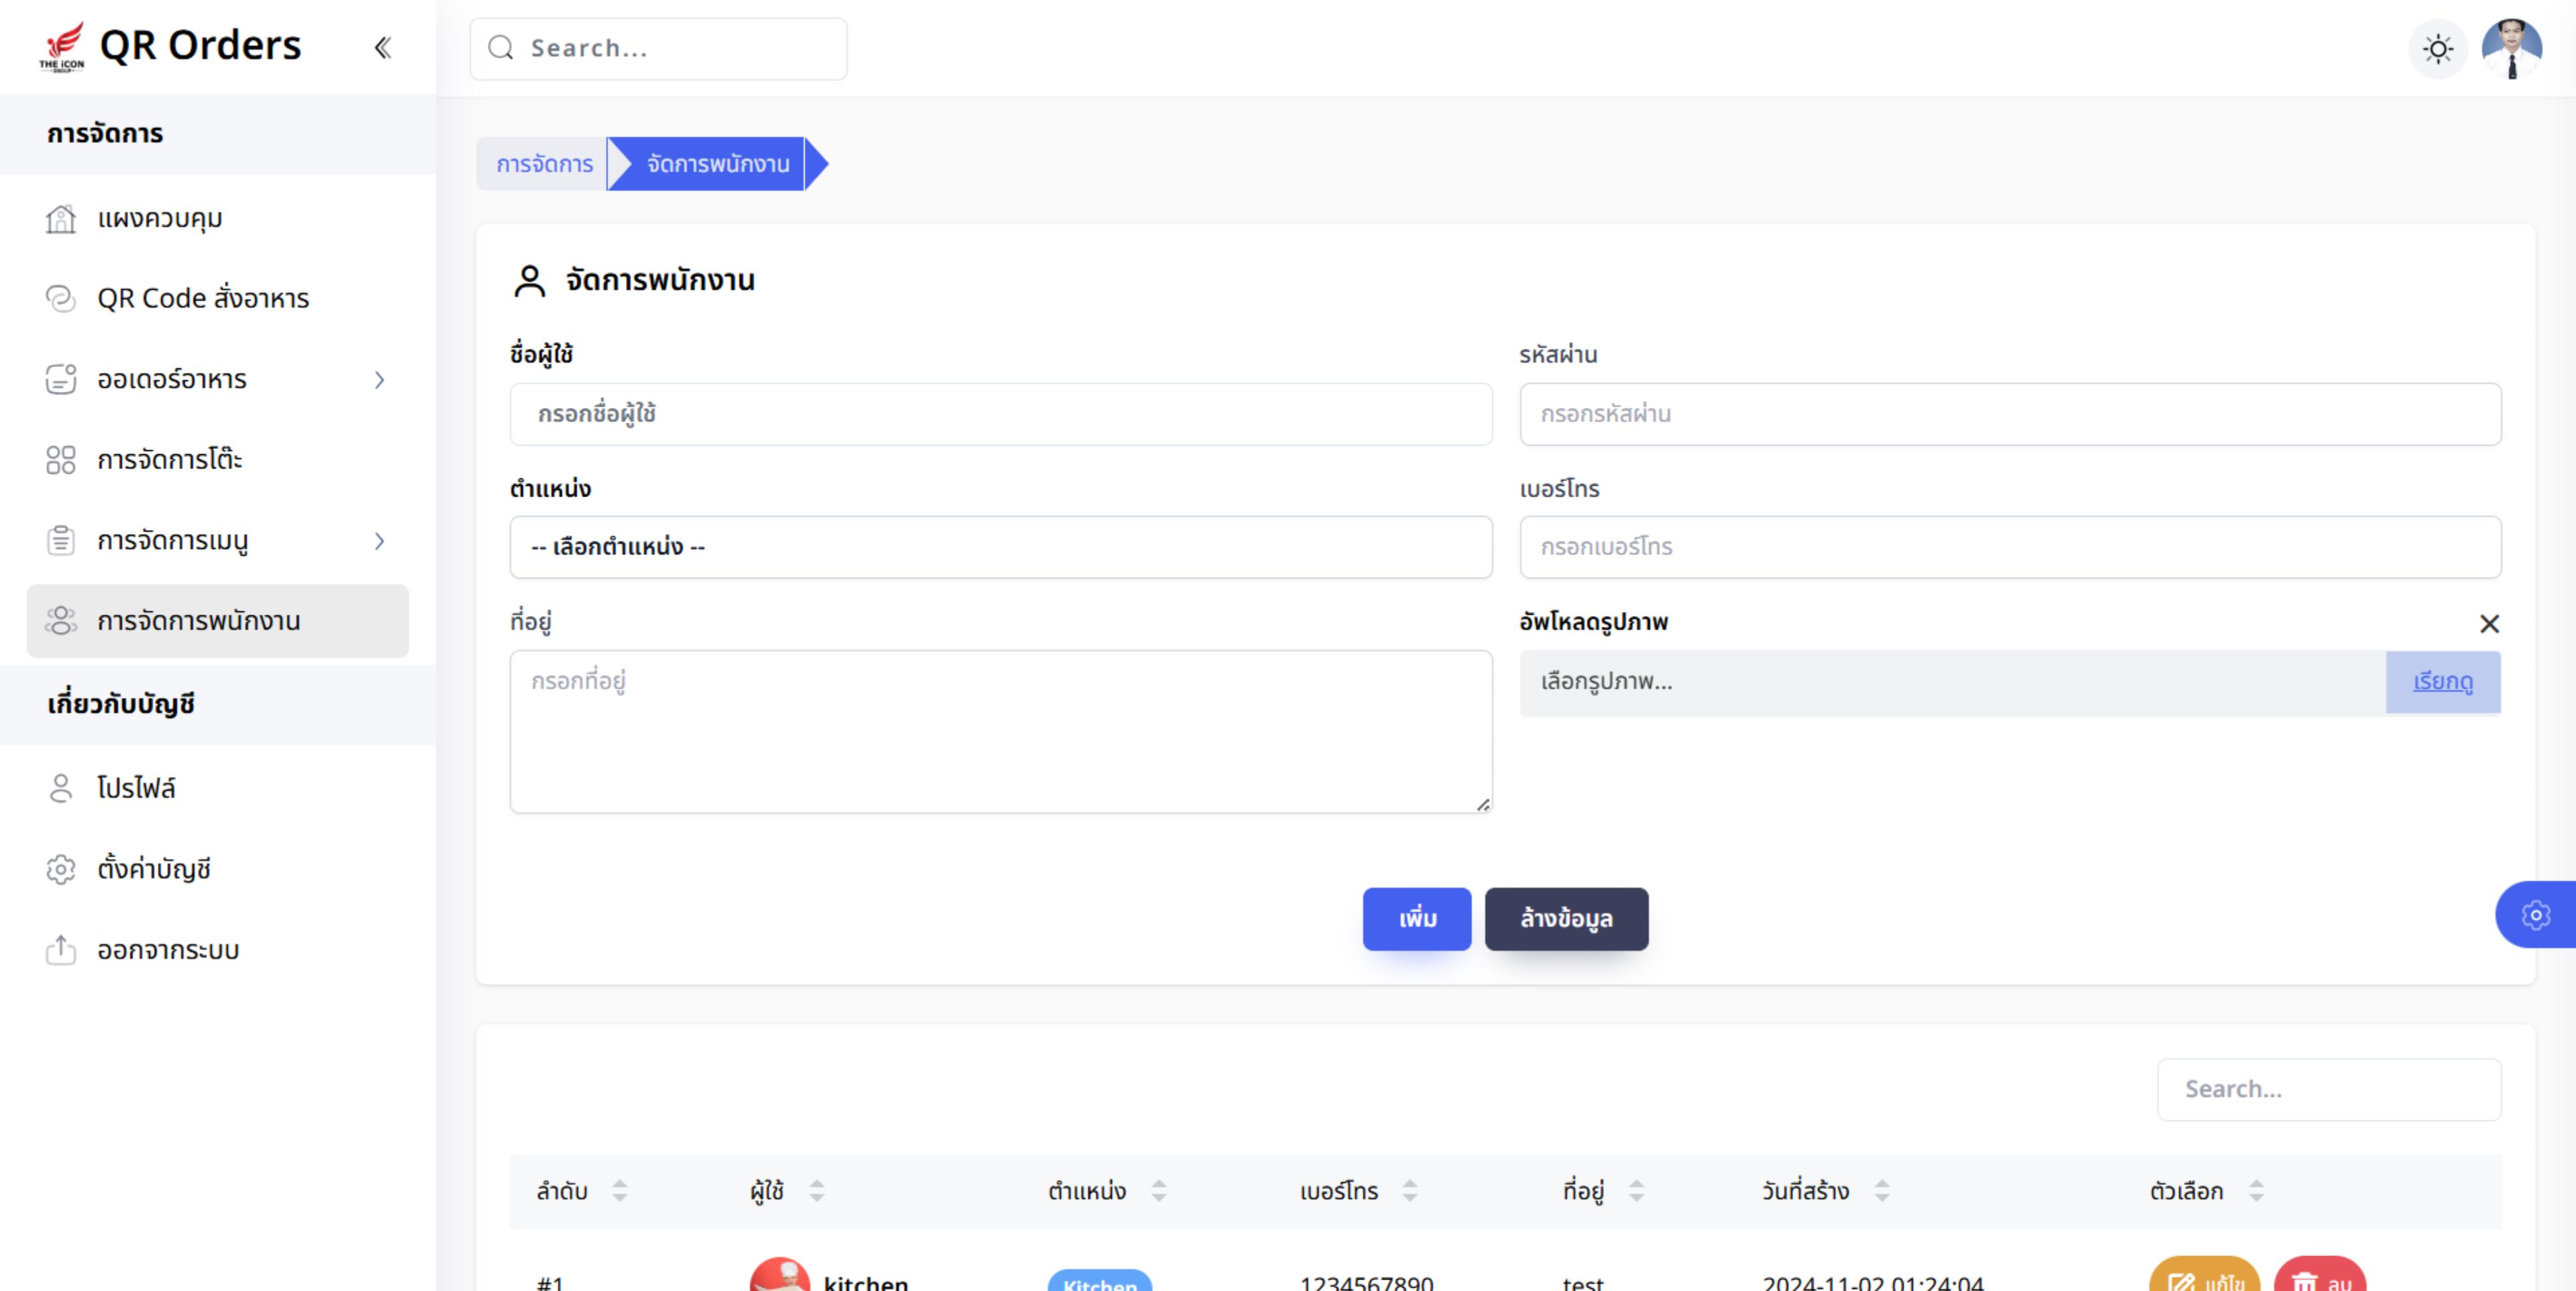 THE iCON
GROUP
QR Orders
Search...
การจัดการ
แผงควบคุม
QR Code สั่งอาหาร
ออเดอร์อาหาร
การจัดการโต๊ะ
การจัดการเมนู
การจัดการพนักงาน
เกี่ยวกับบัญชี
โปรไฟล์
ตั้งค่าบัญชี
ออกจากระบบ
การจัดการ จัดการพนักงาน
จัดการพนักงาน
ชื่อผู้ใช้ รหัสผ่าน
กรอกชื่อผู้ใช้ กรอกรหัสผ่าน
ตำแหน่ง เบอร์โทร
-- เลือกตำแหน่ง -- กรอกเบอร์โทร
ที่อยู่ อัพโหลดรูปภาพ
กรอกที่อยู่ เลือกรูปภาพ... เรียกดู
เพิ่ม ล้างข้อมูล
Search...
ลำดับ ผู้ใช้ ตำแหน่ง เบอร์โทร ที่อยู่ วันที่สร้าง ตัวเลือก
#1 kitchen Kitchen 1234567890 test 2024-11-02 01:24:04 แก้ไข ลบ